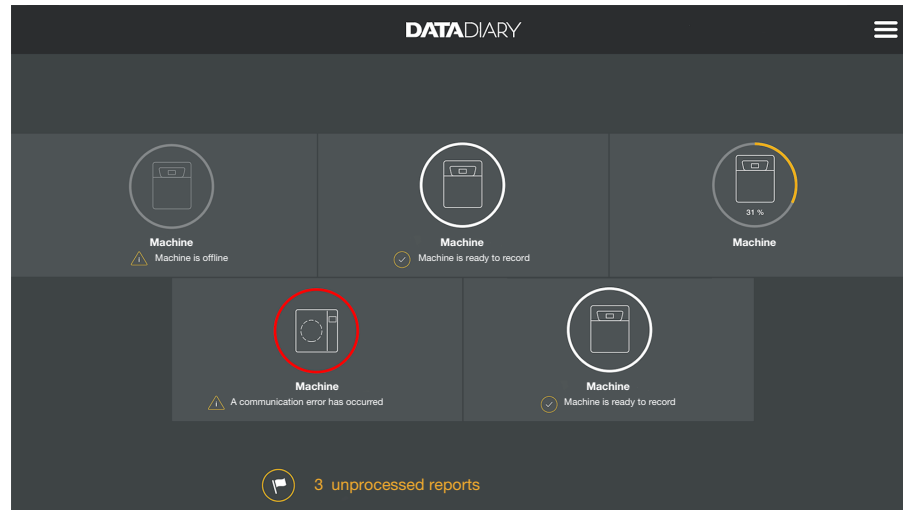 DATADIARY
31 %
Machine
Machine is offline
Machine
Machine is ready to record
Machine
Machine
A communication error has occurred
Machine
Machine is ready to record
3 unprocessed reports